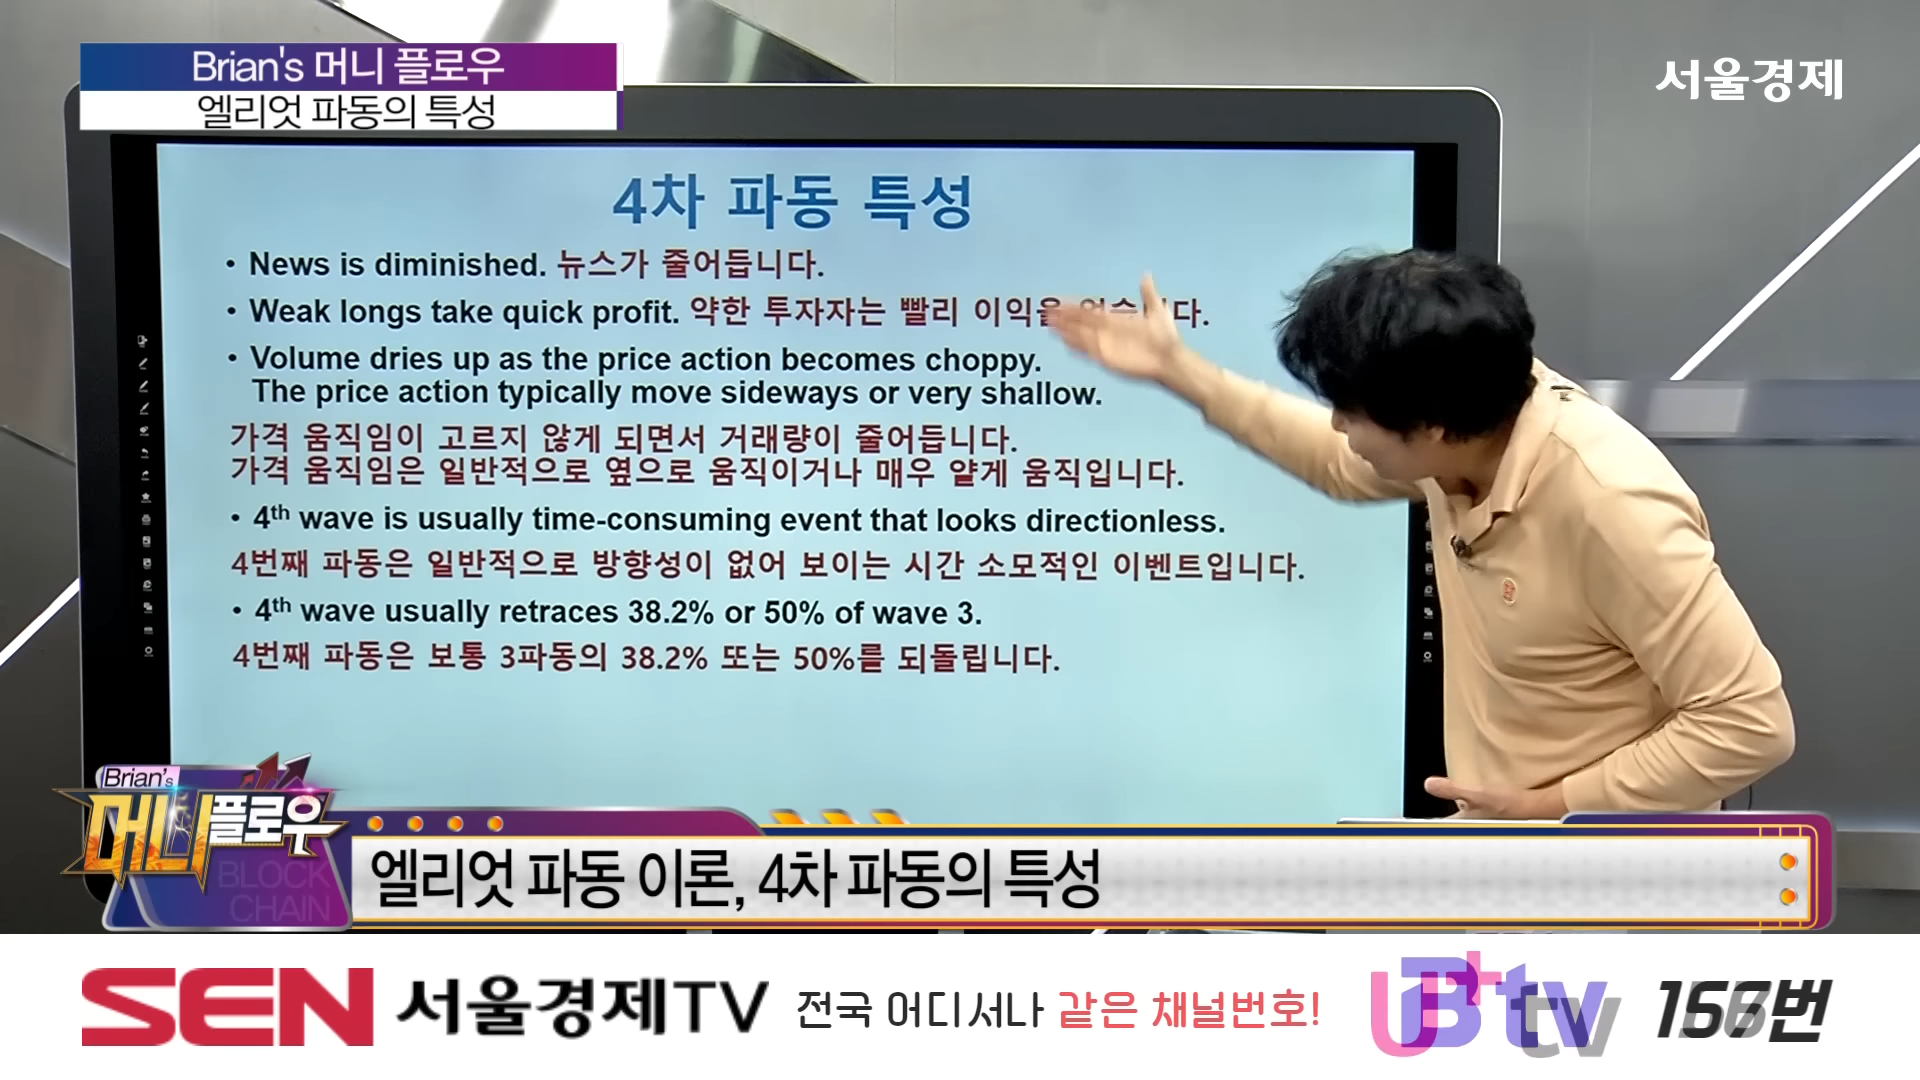 Brian's 머니 플로우
엘리엇 파동의 특성
서울경제
4차 파동 특성
• News is diminished. 뉴스가 줄어듭니다.
• Weak longs take quick profit. 약한 투자자는 빨리 이익을
• Volume dries up as the price action becomes choppy.
The price action typically move sideways or very shallow.
가격 움직임이 고르지 않게 되면서 거래량이 줄어듭니다.
가격 움직임은 일반적으로 옆으로 움직이거나 매우 얕게 움직입니다.
• 4th wave is usually time-consuming event that looks directionless.
4번째 파동은 일반적으로 방향성이 없어 보이는 시간 소모적인 이벤트입니다.
• 4th wave usually retraces 38.2% or 50% of wave 3.
4번째 파동은 보통 3파동의 38.2% 또는 50%를 되돌립니다.
Brian's
머니플로우
BLOCK
CHAIN
엘리엇 파동 이론, 4차 파동의 특성
SEN 서울경제TV 전국 어디서나 같은 채널번호!